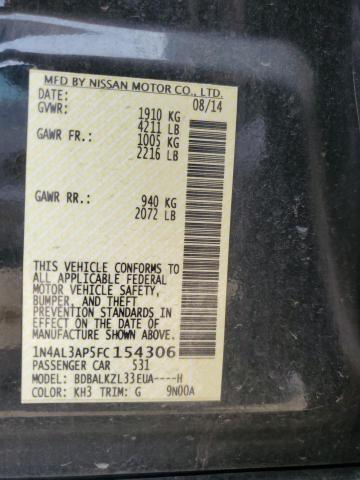 MFD BY NISSAN MOTOR CO., LTD.
DATE: 08/14
GVWR: 1910 KG
4211 LB
GAWR FR.: 1005 KG
2216 LB
GAWR RR.: 940 KG
2072 LB
THIS VEHICLE CONFORMS TO
ALL APPLICABLE FEDERAL
MOTOR VEHICLE SAFETY,
BUMPER, AND THEFT
PREVENTION STANDARDS IN
EFFECT ON THE DATE OF
MANUFACTURE SHOWN ABOVE.
1N4AL3AP5FC154306
PASSENGER CAR 531
MODEL: BDBALKZL33EUA----H
COLOR: KH3 TRIM: G 9N00A